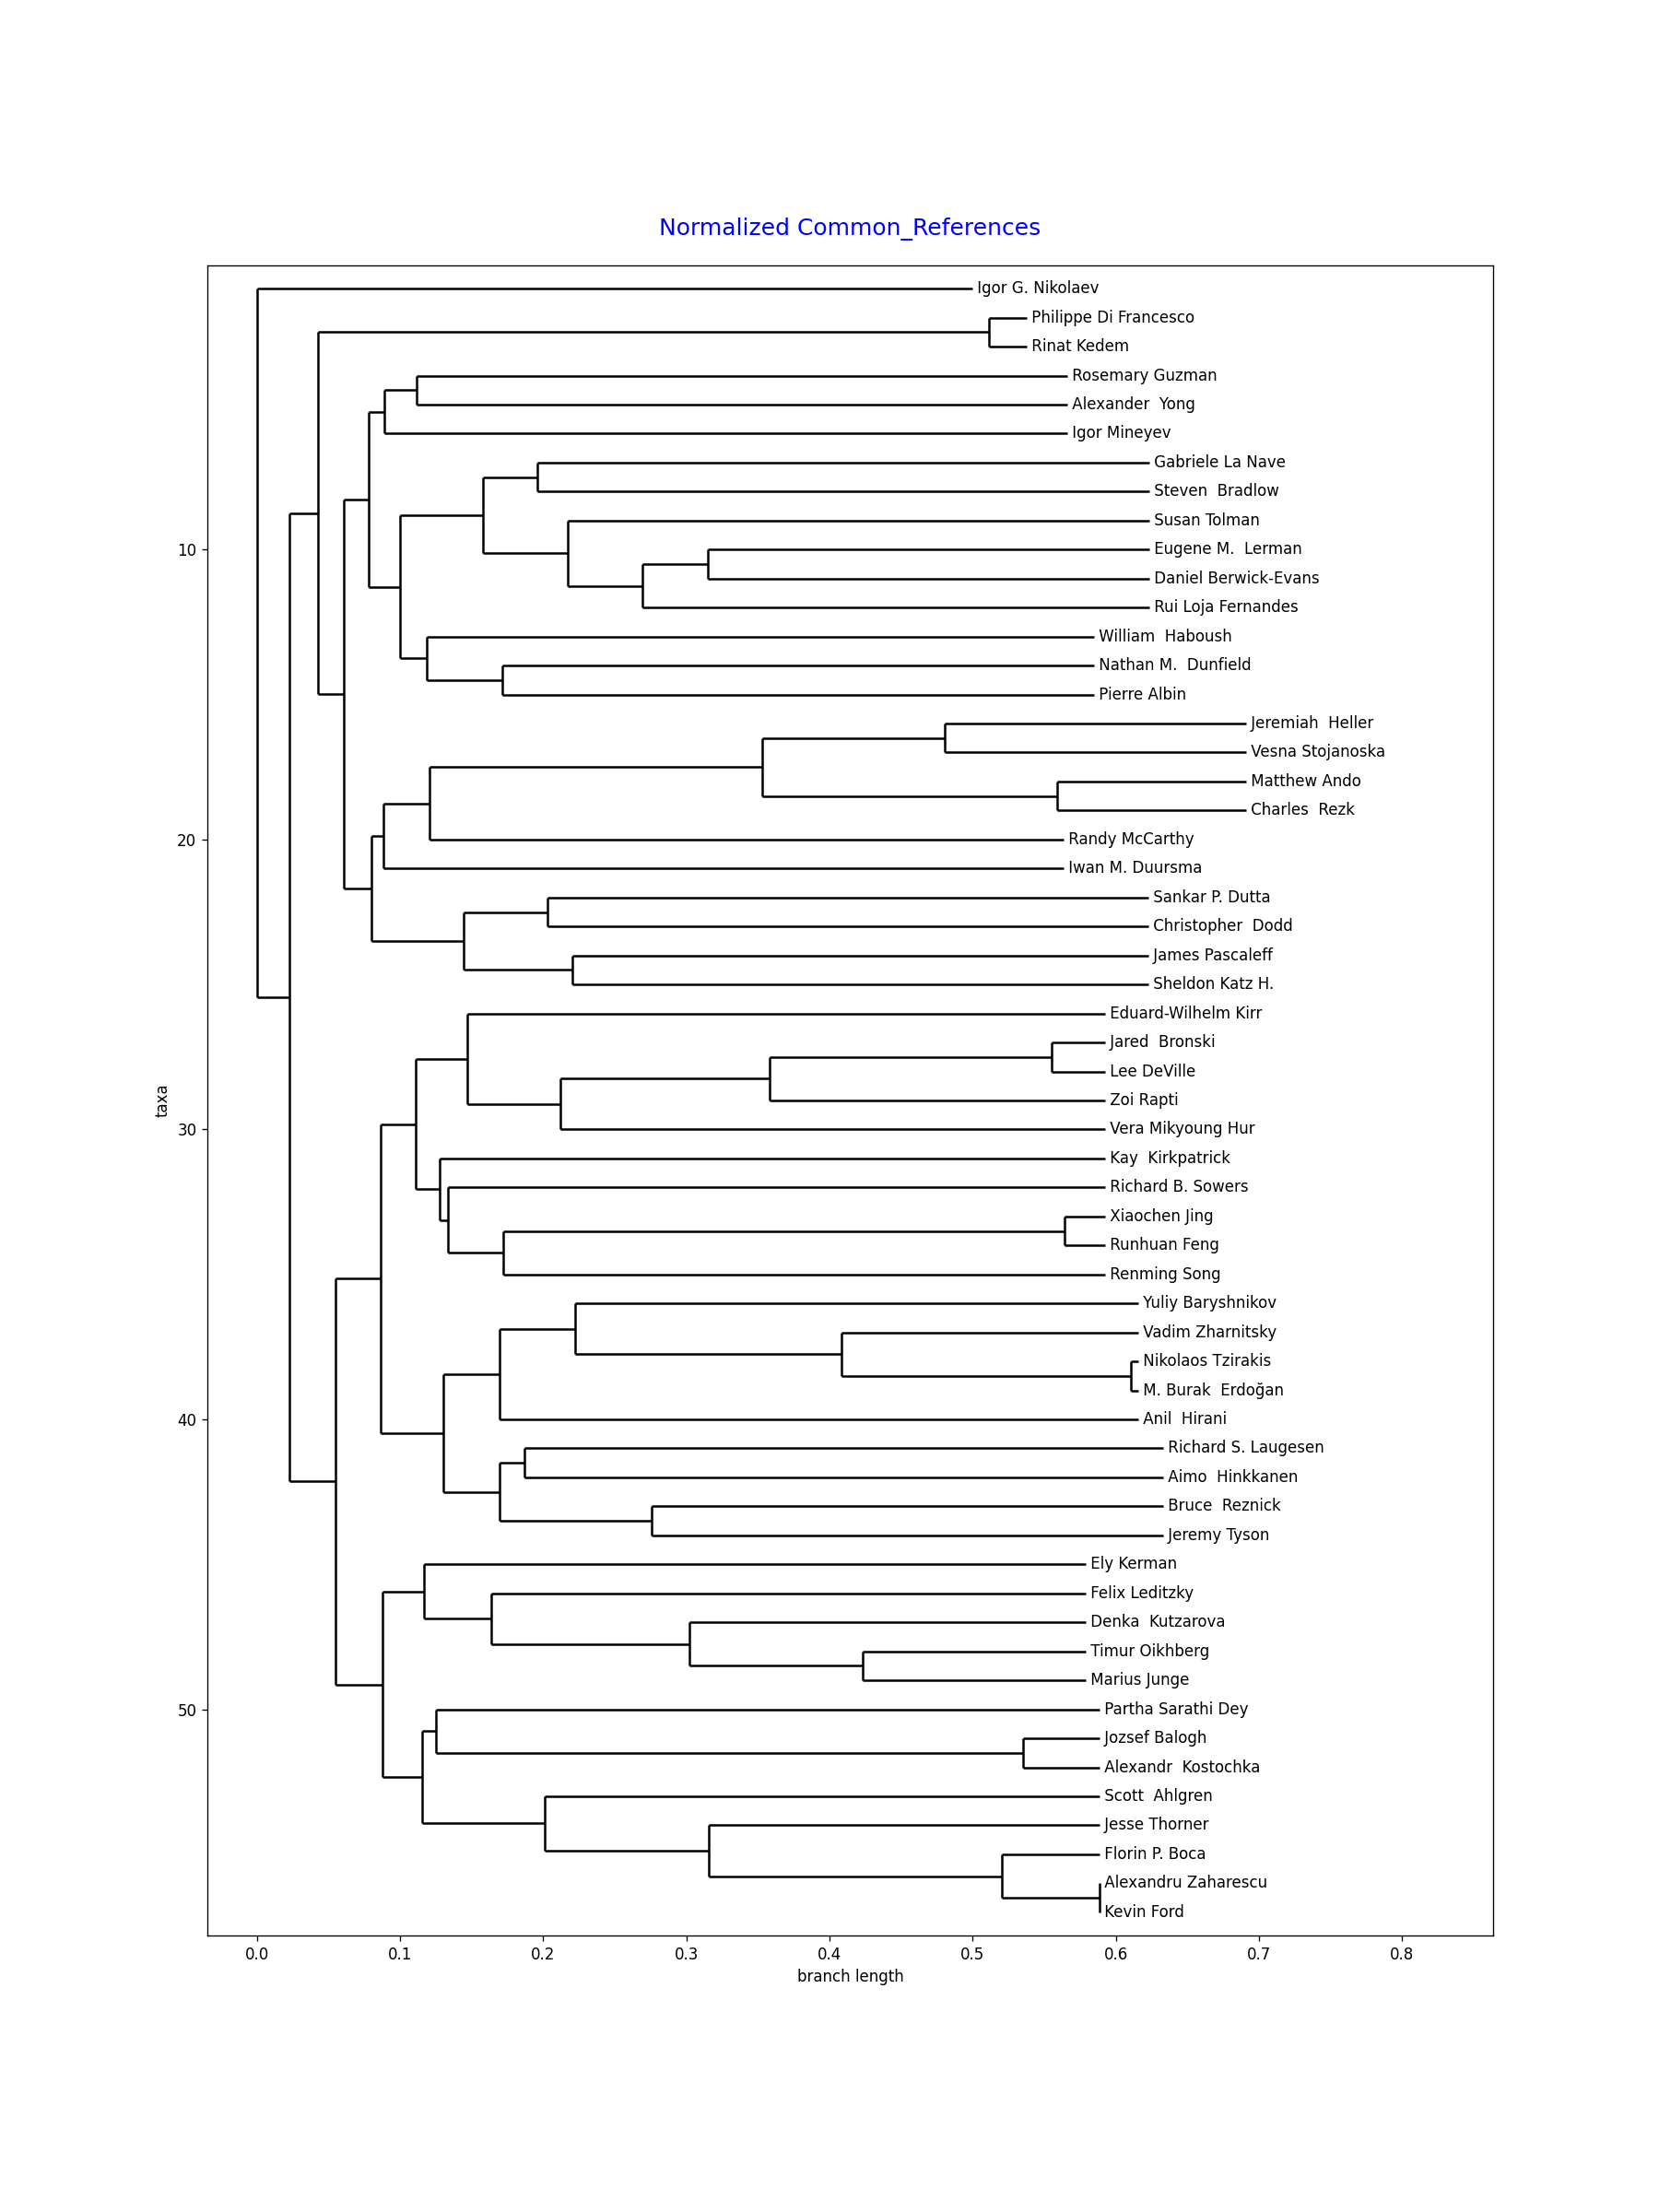 Normalized Common_References
Igor G. Nikolaev
Philippe Di Francesco
Rinat Kedem
Rosemary Guzman
Alexander  Yong
Igor Mineyev
Gabriele La Nave
Steven  Bradlow
Susan Tolman
10
Eugene M.  Lerman
Daniel Berwick-Evans
Rui Loja Fernandes
William  Haboush
Nathan M.  Dunfield
Pierre Albin
Jeremiah  Heller
Vesna Stojanoska
Matthew Ando
Charles  Rezk
20
Randy McCarthy
Iwan M. Duursma
Sankar P. Dutta
Christopher  Dodd
James Pascaleff
Sheldon Katz H.
Eduard-Wilhelm Kirr
Jared  Bronski
Lee DeVille
Zoi Rapti
taxa
30
Vera Mikyoung Hur
Kay  Kirkpatrick
Richard B. Sowers
Xiaochen Jing
Runhuan Feng
Renming Song
Yuliy Baryshnikov
Vadim Zharnitsky
Nikolaos Tzirakis
M. Burak  Erdoğan
40
Anil  Hirani
Richard S. Laugesen
Aimo  Hinkkanen
Bruce  Reznick
Jeremy Tyson
Ely Kerman
Felix Leditzky
Denka  Kutzarova
Timur Oikhberg
Marius Junge
50
Partha Sarathi Dey
Jozsef Balogh
Alexandr  Kostochka
Scott  Ahlgren
Jesse Thorner
Florin P. Boca
Alexandru Zaharescu
Kevin Ford
0.0 0.1 0.2 0.3 0.4 0.5 0.6 0.7 0.8
branch length